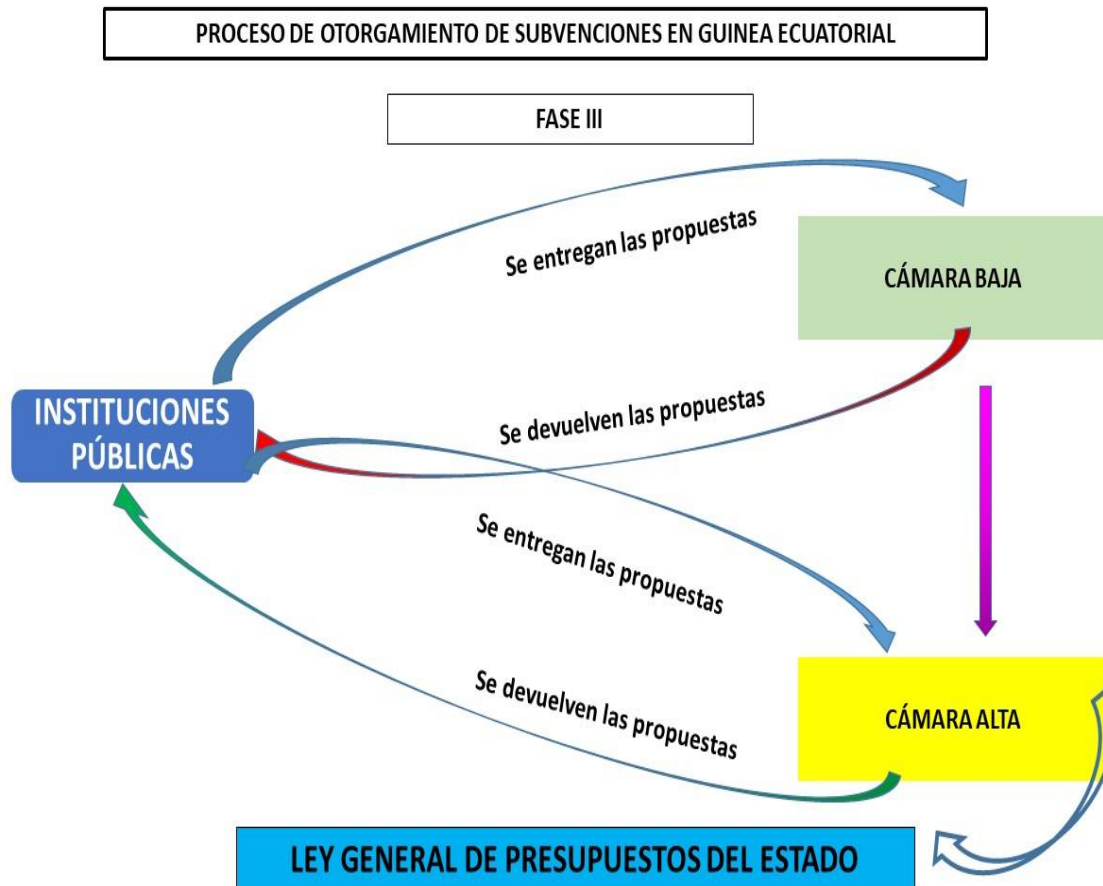 PROCESO DE OTORGAMIENTO DE SUBVENCIONES EN GUINEA ECUATORIAL
FASE III
Se entregan las propuestas
CÁMARA BAJA
INSTITUCIONES
PÚBLICAS
Se devuelven las propuestas
Se entregan las propuestas
Se devuelven las propuestas
CÁMARA ALTA
LEY GENERAL DE PRESUPUESTOS DEL ESTADO